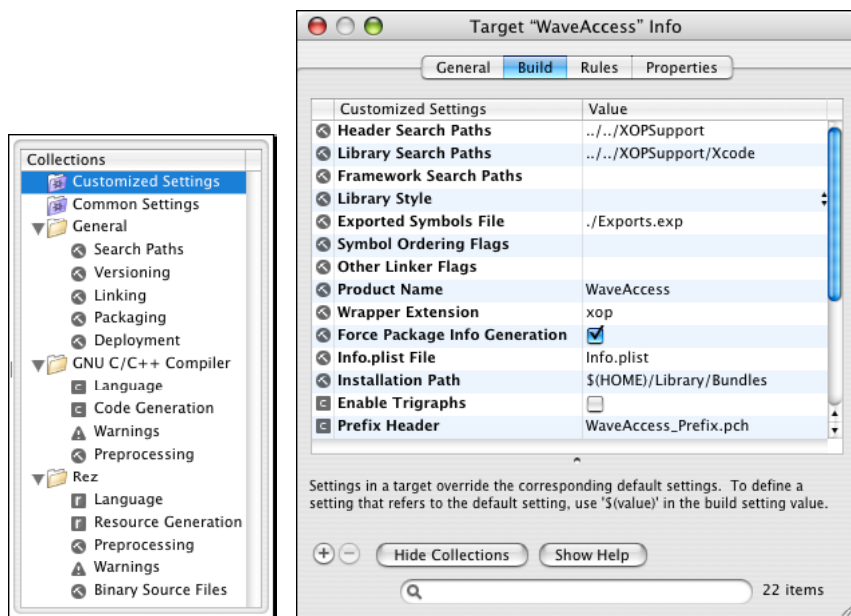 Collections
Customized Settings
Common Settings
General
Search Paths
Versioning
Linking
Packaging
Deployment
GNU C/C++ Compiler
Language
Code Generation
Warnings
Preprocessing
Rez
Language
Resource Generation
Preprocessing
Warnings
Binary Source Files
Target “WaveAccess” Info
General Build Rules Properties
Customized Settings Value
Header Search Paths ../../XOPSupport
Library Search Paths ../../XOPSupport/Xcode
Framework Search Paths
Library Style
Exported Symbols File ./Exports.exp
Symbol Ordering Flags
Other Linker Flags
Product Name WaveAccess
Wrapper Extension xop
Force Package Info Generation
Info.plist File Info.plist
Installation Path $(HOME)/Library/Bundles
Enable Trigraphs
Prefix Header WaveAccess_Prefix.pch
Settings in a target override the corresponding default settings. To define a
setting that refers to the default setting, use '$(value)' in the build setting value.
Hide Collections Show Help
22 items